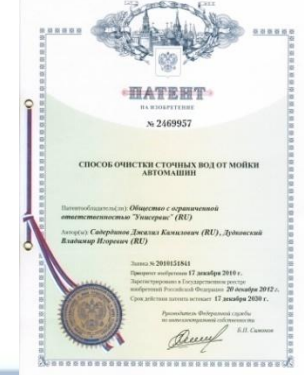 ПАТЕНТ
НА ИЗОБРЕТЕНИЕ
№ 2469957
СПОСОБ ОЧИСТКИ СТОЧНЫХ ВОД ОТ МОЙКИ
АВТОМАШИН
Патентообладатель(ли): Общество с ограниченной
ответственностью "Унисервис" (RU)
Автор(ы): Садердинов Джалал Камилович (RU), Дудковский
Владимир Игоревич (RU)
Заявка № 2010151841
Приоритет изобретения 17 декабря 2010 г.
Зарегистрировано в Государственном реестре
изобретений Российской Федерации 20 декабря 2012 г.
Срок действия патента истекает 17 декабря 2030 г.
Руководитель Федеральной службы
по интеллектуальной собственности
Б.П. Симонов